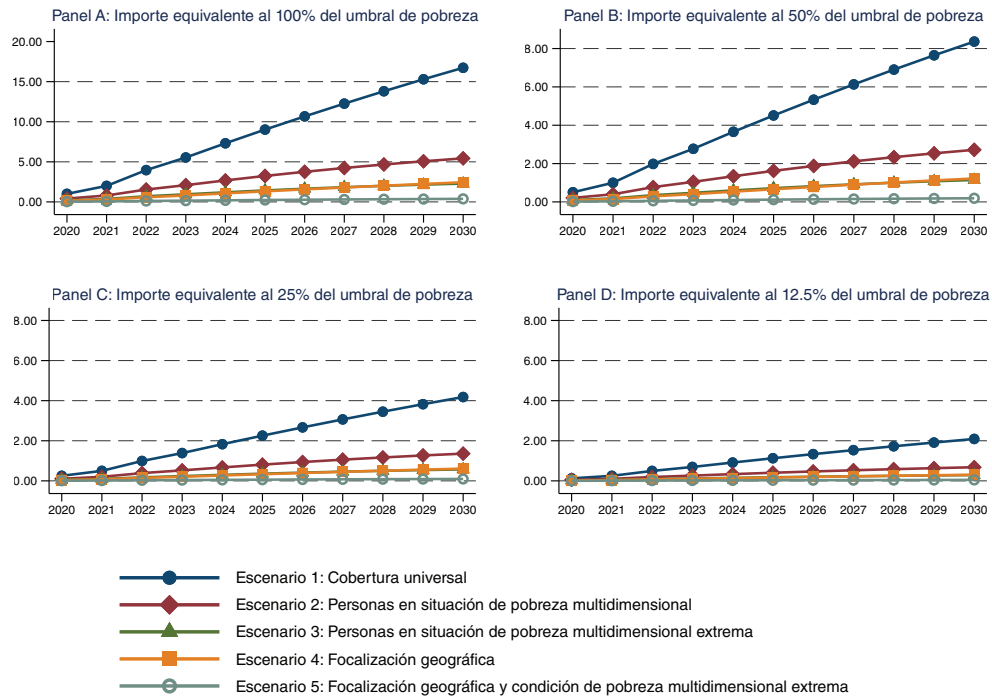 Panel A: Importe equivalente al 100% del umbral de pobreza
20.00
15.00
10.00
5.00
0.00
2020 2021 2022 2023 2024 2025 2026 2027 2028 2029 2030
Panel B: Importe equivalente al 50% del umbral de pobreza
8.00
6.00
4.00
2.00
0.00
2020 2021 2022 2023 2024 2025 2026 2027 2028 2029 2030
Panel C: Importe equivalente al 25% del umbral de pobreza
8.00
6.00
4.00
2.00
0.00
2020 2021 2022 2023 2024 2025 2026 2027 2028 2029 2030
Panel D: Importe equivalente al 12.5% del umbral de pobreza
8.00
6.00
4.00
2.00
0.00
2020 2021 2022 2023 2024 2025 2026 2027 2028 2029 2030
Escenario 1: Cobertura universal
Escenario 2: Personas en situación de pobreza multidimensional
Escenario 3: Personas en situación de pobreza multidimensional extrema
Escenario 4: Focalización geográfica
Escenario 5: Focalización geográfica y condición de pobreza multidimensional extrema